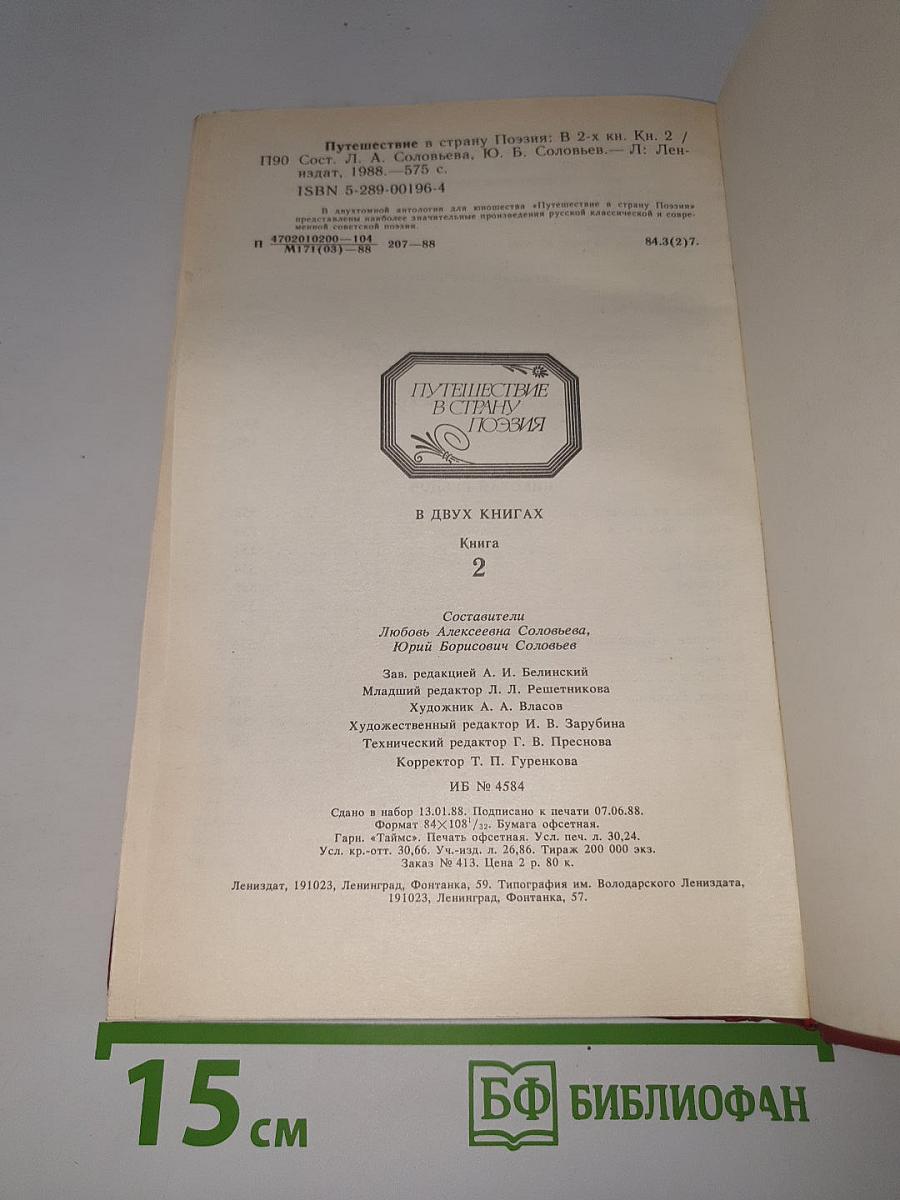 Путешествие в страну Поэзия: В 2-х кн. Кн. 2 /
П90 Сост. Л. А. Соловьева, Ю. Б. Соловьев.— Л: Лен-
издат, 1988.—575 с.
ISBN 5-289-00196-4
В двухтомной антологии для юношества «Путешествие в страну Поэзия»
представлены наиболее значительные произведения русской классической и совре-
менной советской поэзии.
П 4702010200—104 207—88 84.3(2)7.
М171(03)—88
ПУТЕШЕСТВИЕ
В СТРАНУ
ПОЭЗИЯ
В ДВУХ КНИГАХ
Книга
2
Составители
Любовь Алексеевна Соловьева,
Юрий Борисович Соловьев
Зав. редакцией А. И. Белинский
Младший редактор Л. Л. Решетникова
Художник А. А. Власов
Художественный редактор И. В. Зарубина
Технический редактор Г. В. Преснова
Корректор Т. П. Гуренкова
ИБ № 4584
Сдано в набор 13.01.88. Подписано к печати 07.06.88.
Формат 84×108¹/₃₂. Бумага офсетная.
Гарн. «Таймс». Печать офсетная. Усл. печ. л. 30,24.
Усл. кр.-отт. 30,66. Уч.-изд. л. 26,86. Тираж 200 000 экз.
Заказ № 413. Цена 2 р. 80 к.
Лениздат, 191023, Ленинград, Фонтанка, 59. Типография им. Володарского Лениздата,
191023, Ленинград, Фонтанка, 57.
15 см
БФ БИБЛИОФАН